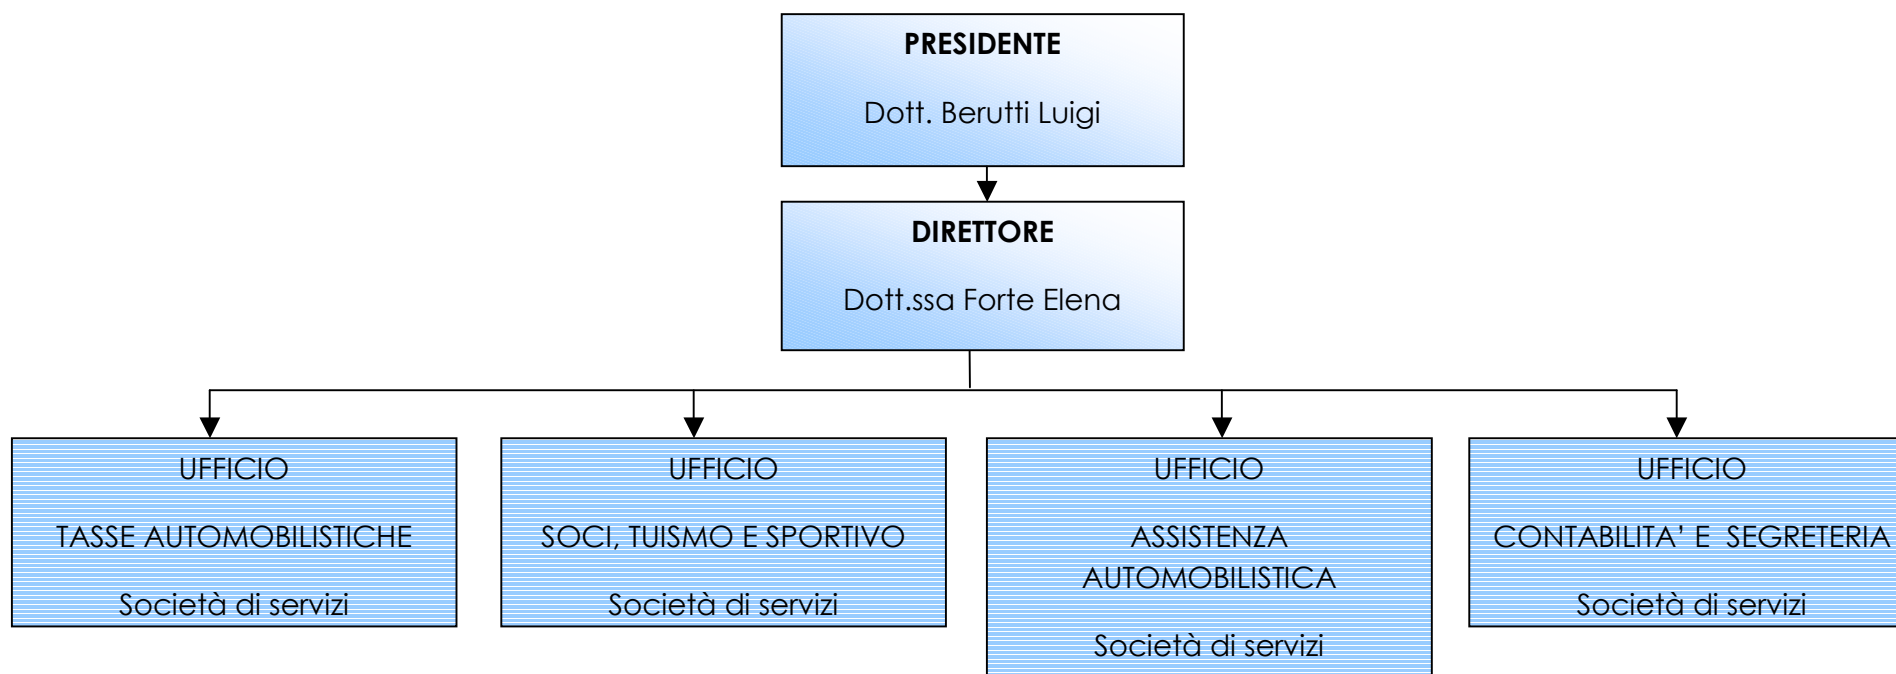 PRESIDENTE
Dott. Berutti Luigi
DIRETTORE
Dott.ssa Forte Elena
UFFICIO
TASSE AUTOMOBILISTICHE
Società di servizi
UFFICIO
SOCI, TUISMO E SPORTIVO
Società di servizi
UFFICIO
ASSISTENZA
AUTOMOBILISTICA
Società di servizi
UFFICIO
CONTABILITA’ E SEGRETERIA
Società di servizi